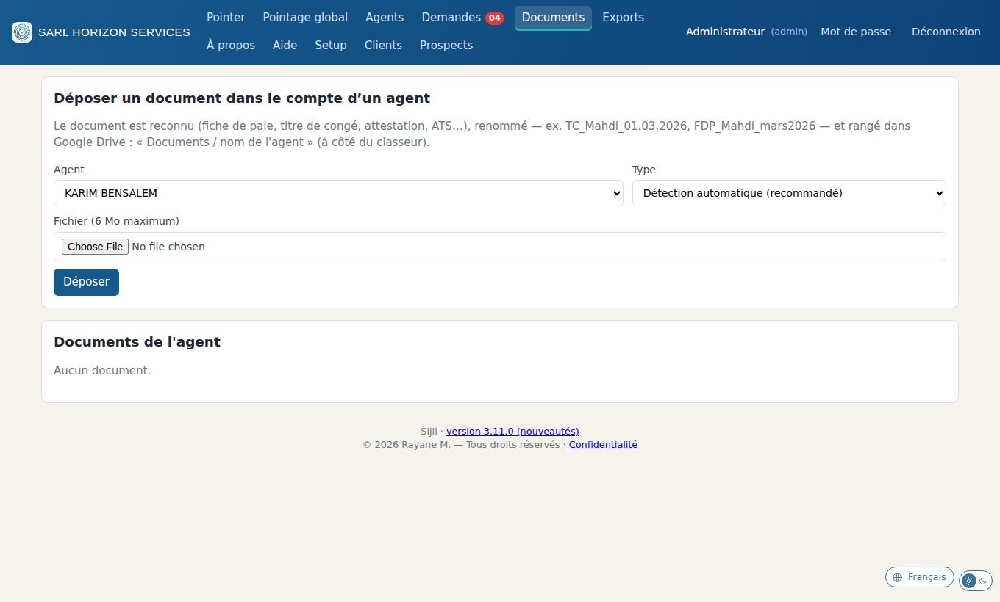 SARL HORIZON SERVICES
Pointer Pointage global Agents Demandes 04 Documents Exports
À propos Aide Setup Clients Prospects
Administrateur (admin) Mot de passe Déconnexion
Déposer un document dans le compte d’un agent
Le document est reconnu (fiche de paie, titre de congé, attestation, ATS…), renommé — ex. TC_Mahdi_01.03.2026, FDP_Mahdi_mars2026 — et rangé dans
Google Drive : « Documents / nom de l'agent » (à côté du classeur).
Agent Type
KARIM BENSALEM Détection automatique (recommandé)
Fichier (6 Mo maximum)
Choose File No file chosen
Déposer
Documents de l'agent
Aucun document.
Sijil · version 3.11.0 (nouveautés)
© 2026 Rayane M. — Tous droits réservés · Confidentialité
Français